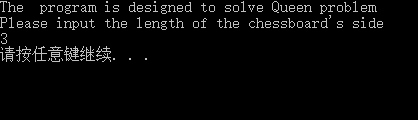 The  program is designed to solve Queen problem
Please input the length of the chessboard's side
3
请按任意键继续. . .